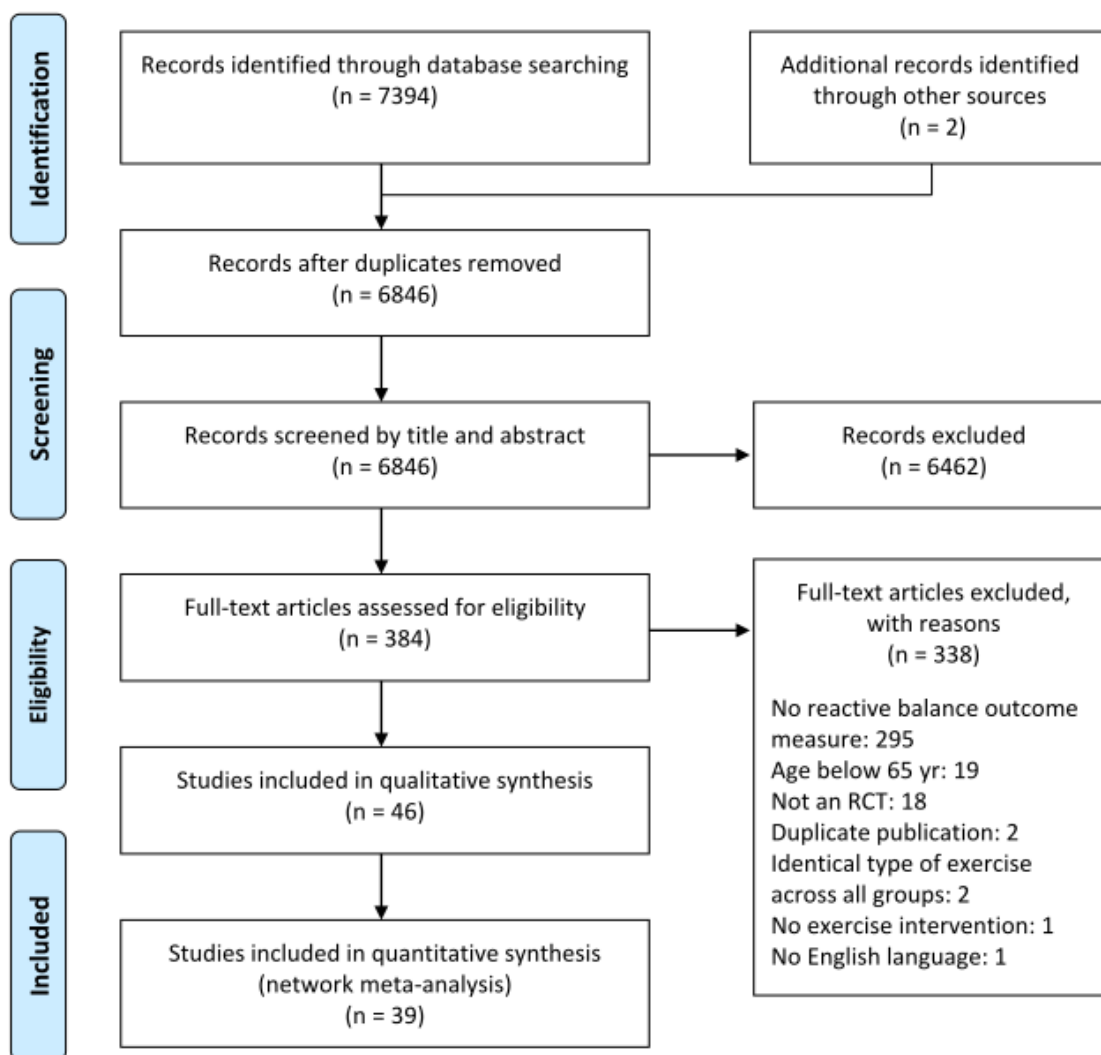 Identification
Records identified through database searching
(n = 7394)
Additional records identified
through other sources
(n = 2)
Records after duplicates removed
(n = 6846)
Screening
Records screened by title and abstract
(n = 6846)
Records excluded
(n = 6462)
Eligibility
Full-text articles assessed for eligibility
(n = 384)
Full-text articles excluded,
with reasons
(n = 338)
No reactive balance outcome
measure: 295
Age below 65 yr: 19
Not an RCT: 18
Duplicate publication: 2
Identical type of exercise
across all groups: 2
No exercise intervention: 1
No English language: 1
Studies included in qualitative synthesis
(n = 46)
Included
Studies included in quantitative synthesis
(network meta-analysis)
(n = 39)